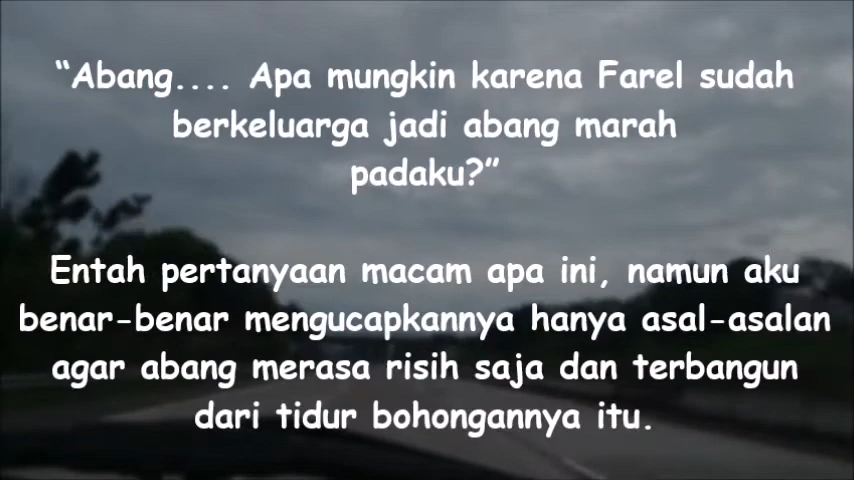 “Abang.... Apa mungkin karena Farel sudah
berkeluarga jadi abang marah
padaku?”
Entah pertanyaan macam apa ini, namun aku
benar-benar mengucapkannya hanya asal-asalan
agar abang merasa risih saja dan terbangun
dari tidur bohongannya itu.